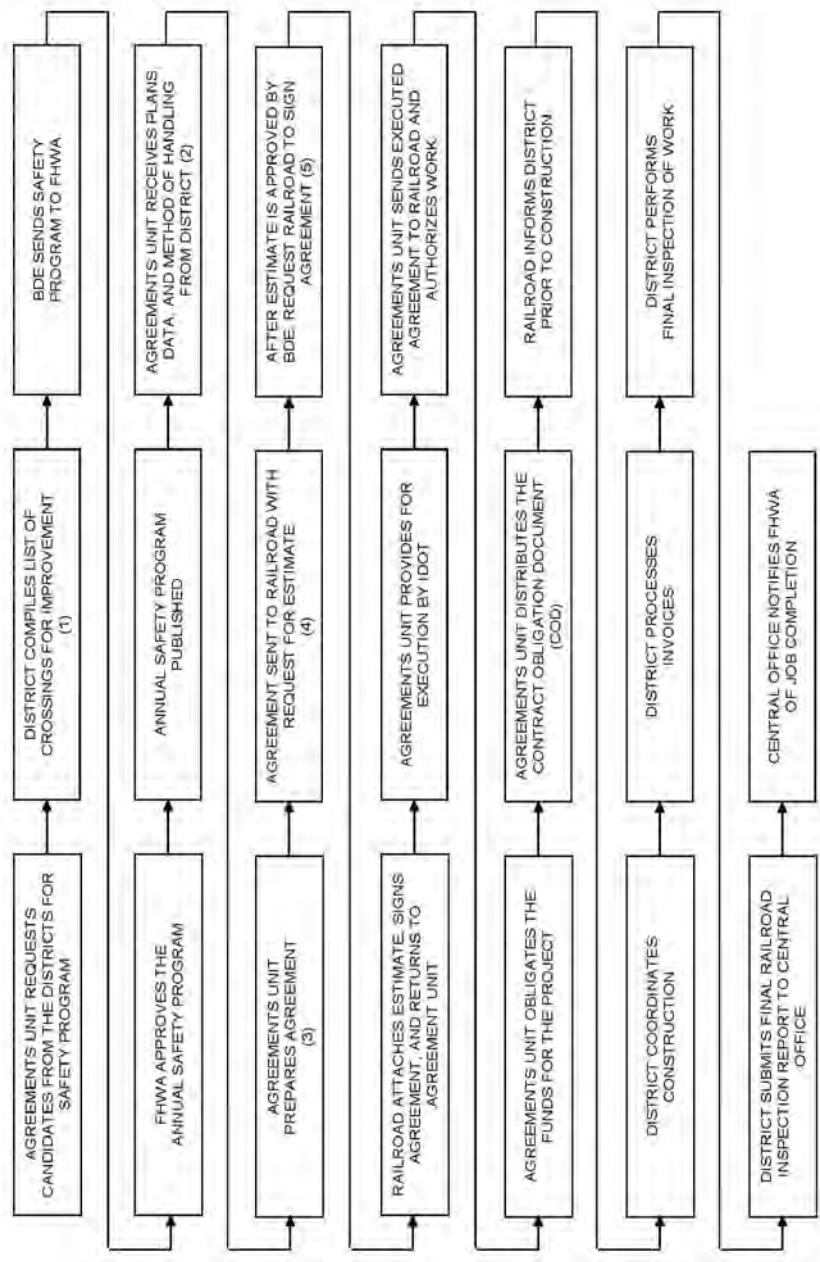 AGREEMENTS UNIT REQUESTS
CANDIDATES FROM THE DISTRICTS FOR
SAFETY PROGRAM
DISTRICT COMPILES LIST OF
CROSSINGS FOR IMPROVEMENT
(1)
BDE SENDS SAFETY
PROGRAM TO FHWA.
FHWA APPROVES THE
ANNUAL SAFETY PROGRAM
ANNUAL SAFETY PROGRAM
PUBLISHED
AGREEMENTS UNIT RECEIVES PLANS
DATA, AND METHOD OF HANDLING
FROM DISTRICT (2)
AGREEMENTS UNIT
PREPARES AGREEMENT
(3)
AGREEMENT SENT TO RAILROAD WITH
REQUEST FOR ESTIMATE
(4)
AFTER ESTIMATE IS APPROVED BY
BDE, REQUEST RAILROAD TO SIGN
AGREEMENT (5)
RAILROAD ATTACHES ESTIMATE, SIGNS
AGREEMENT, AND RETURNS TO
AGREEMENT UNIT
AGREEMENTS UNIT PROVIDES FOR
EXECUTION BY IDOT
AGREEMENTS UNIT SENDS EXECUTED
AGREEMENT TO RAILROAD AND
AUTHORIZES WORK
AGREEMENTS UNIT OBLIGATES THE
FUNDS FOR THE PROJECT
AGREEMENTS UNIT DISTRIBUTES THE
CONTRACT OBLIGATION DOCUMENT
(COD)
RAILROAD INFORMS DISTRICT
PRIOR TO CONSTRUCTION.
DISTRICT COORDINATES
CONSTRUCTION
DISTRICT PROCESSES
INVOICES
DISTRICT PERFORMS
FINAL INSPECTION OF WORK
DISTRICT SUBMITS FINAL RAILROAD
INSPECTION REPORT TO CENTRAL
OFFICE
CENTRAL OFFICE NOTIFIES FHWA
OF JOB COMPLETION